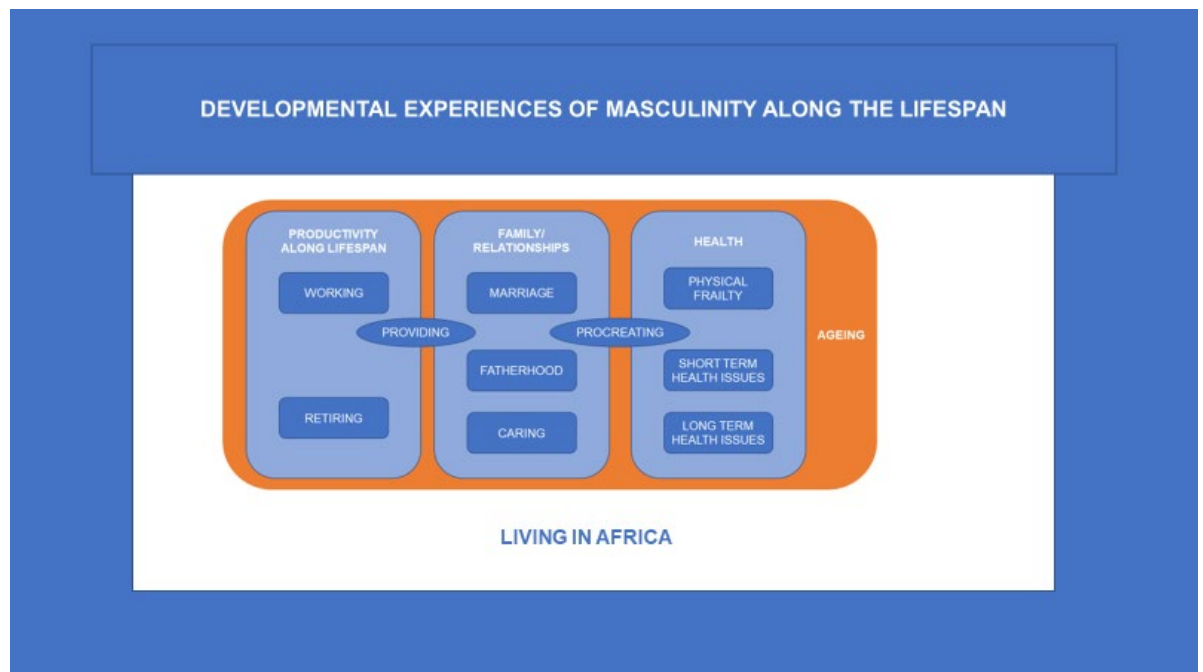 DEVELOPMENTAL EXPERIENCES OF MASCULINITY ALONG THE LIFESPAN
PRODUCTIVITY
ALONG LIFESPAN
WORKING
RETIRING
PROVIDING
FAMILY/
RELATIONSHIPS
MARRIAGE
FATHERHOOD
CARING
PROCREATING
HEALTH
PHYSICAL
FRAILTY
SHORT TERM
HEALTH ISSUES
LONG TERM
HEALTH ISSUES
AGEING
LIVING IN AFRICA